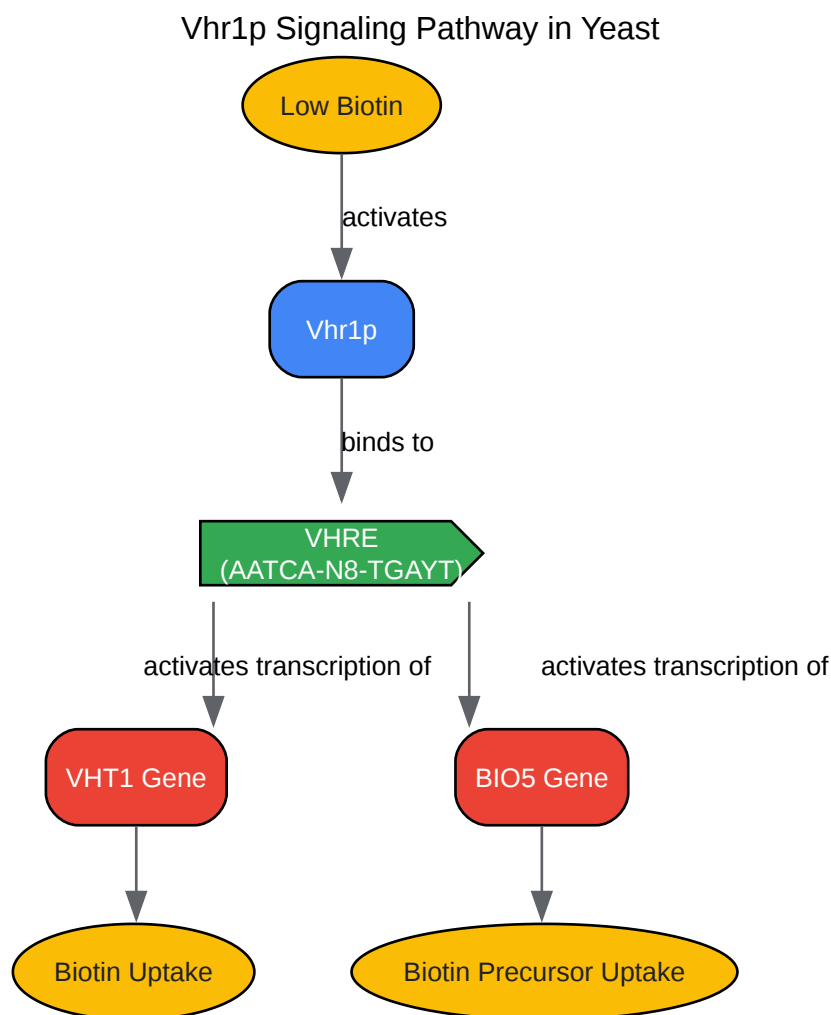 Vhr1p Signaling Pathway in Yeast
Low Biotin
activates
Vhr1p
binds to
VHRE
(AATCA-N8-TGAYT)
activates transcription of
activates transcription of
VHT1 Gene
BIO5 Gene
Biotin Uptake
Biotin Precursor Uptake